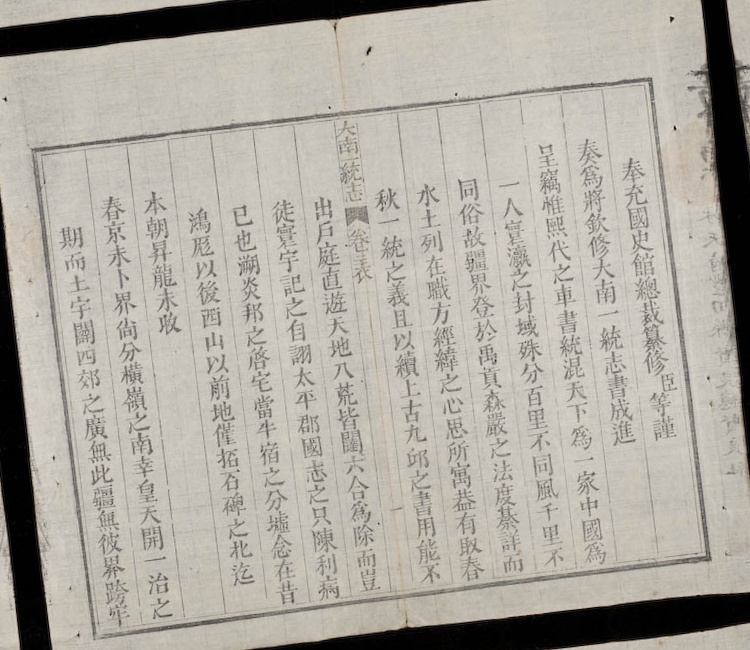 奉充國史館總裁纂修臣等謹
奏爲將欽修大南一統志書成進
呈竊惟熙代之車書統混天下爲一家中國爲
一人寰瀛之封域殊分百里不同風千里不
同俗故疆界登於禹貢森嚴之法度綦詳而
水土列在職方經緯之心思所寓益有取春
秋一統之義且以續上古九邱之書用能不
大南一統志 卷 表 一
出戶庭直遊天地八荒皆闥六合爲除而豈
徒寰宇記之自詡太平郡國志之只陳利病
已也溯炎邦之啓宅當牛宿之分墟念在昔
鴻厖以後西山以前地僅拓石碑之北迄
本朝昇龍未收
春京未卜界尚分橫嶺之南幸皇天開一治之
期而土宇闢四郊之廣無此疆無彼界跨牂